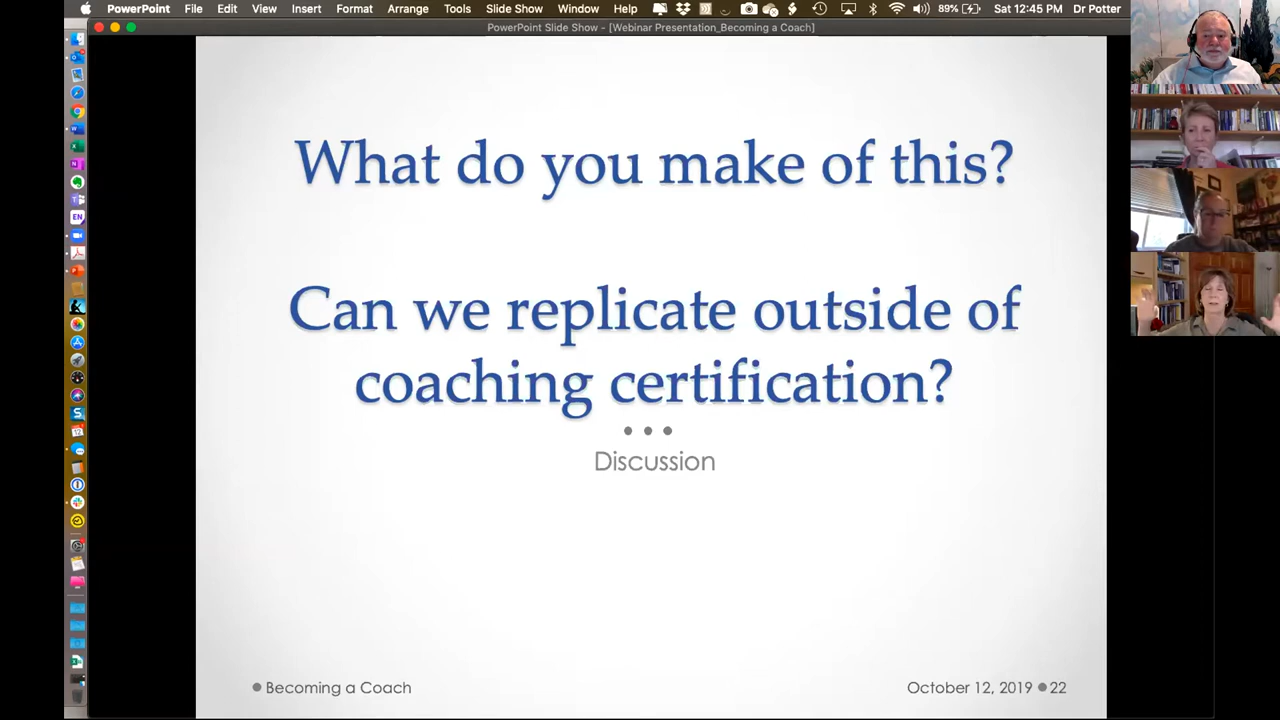 PowerPoint File Edit View Insert Format Arrange Tools Slide Show Window Help 89% Sat 12:45 PM Dr Potter
PowerPoint Slide Show - [Webinar Presentation_Becoming a Coach]
What do you make of this?
Can we replicate outside of
coaching certification?
Discussion
EN
Becoming a Coach
October 12, 2019 22